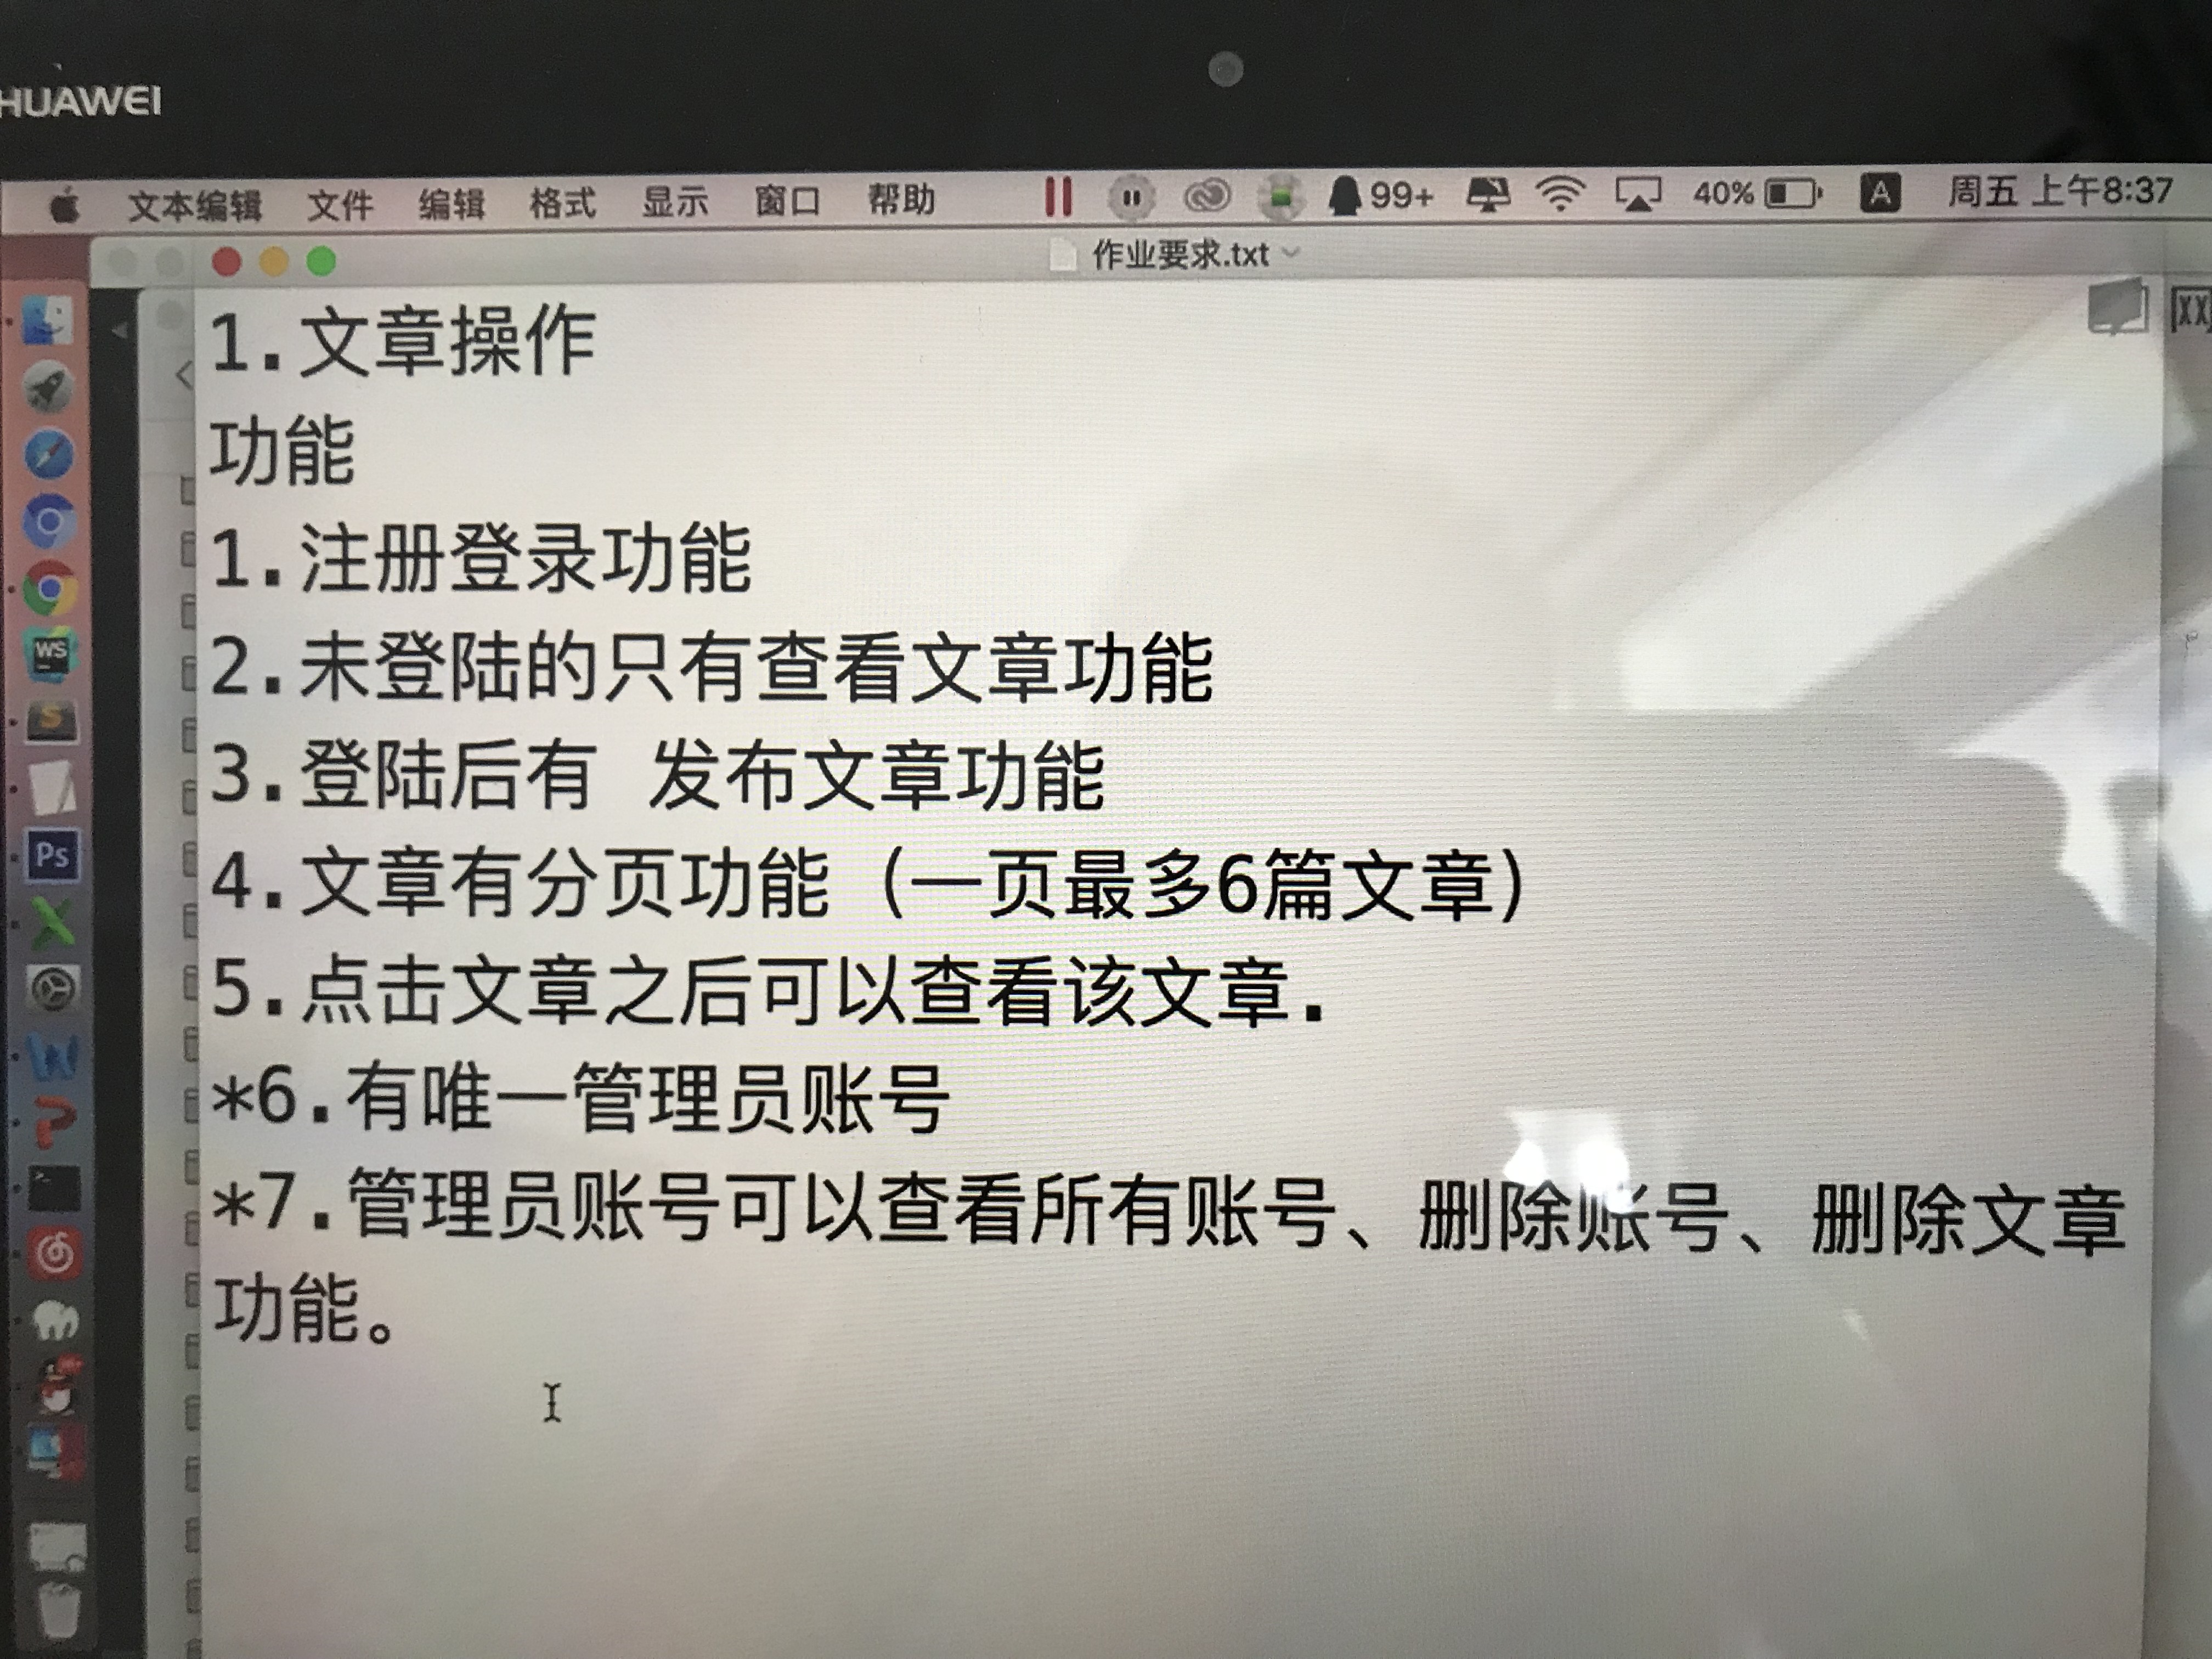 HUAWEI
文本编辑 文件 编辑 格式 显示 窗口 帮助 99+ 40% A 周五 上午8:37
作业要求.txt
1.文章操作
功能
1.注册登录功能
2.未登陆的只有查看文章功能
3.登陆后有 发布文章功能
4.文章有分页功能（一页最多6篇文章）
5.点击文章之后可以查看该文章.
*6.有唯一管理员账号
*7.管理员账号可以查看所有账号、删除账号、删除文章
功能。
WS
S
Ps
W
P